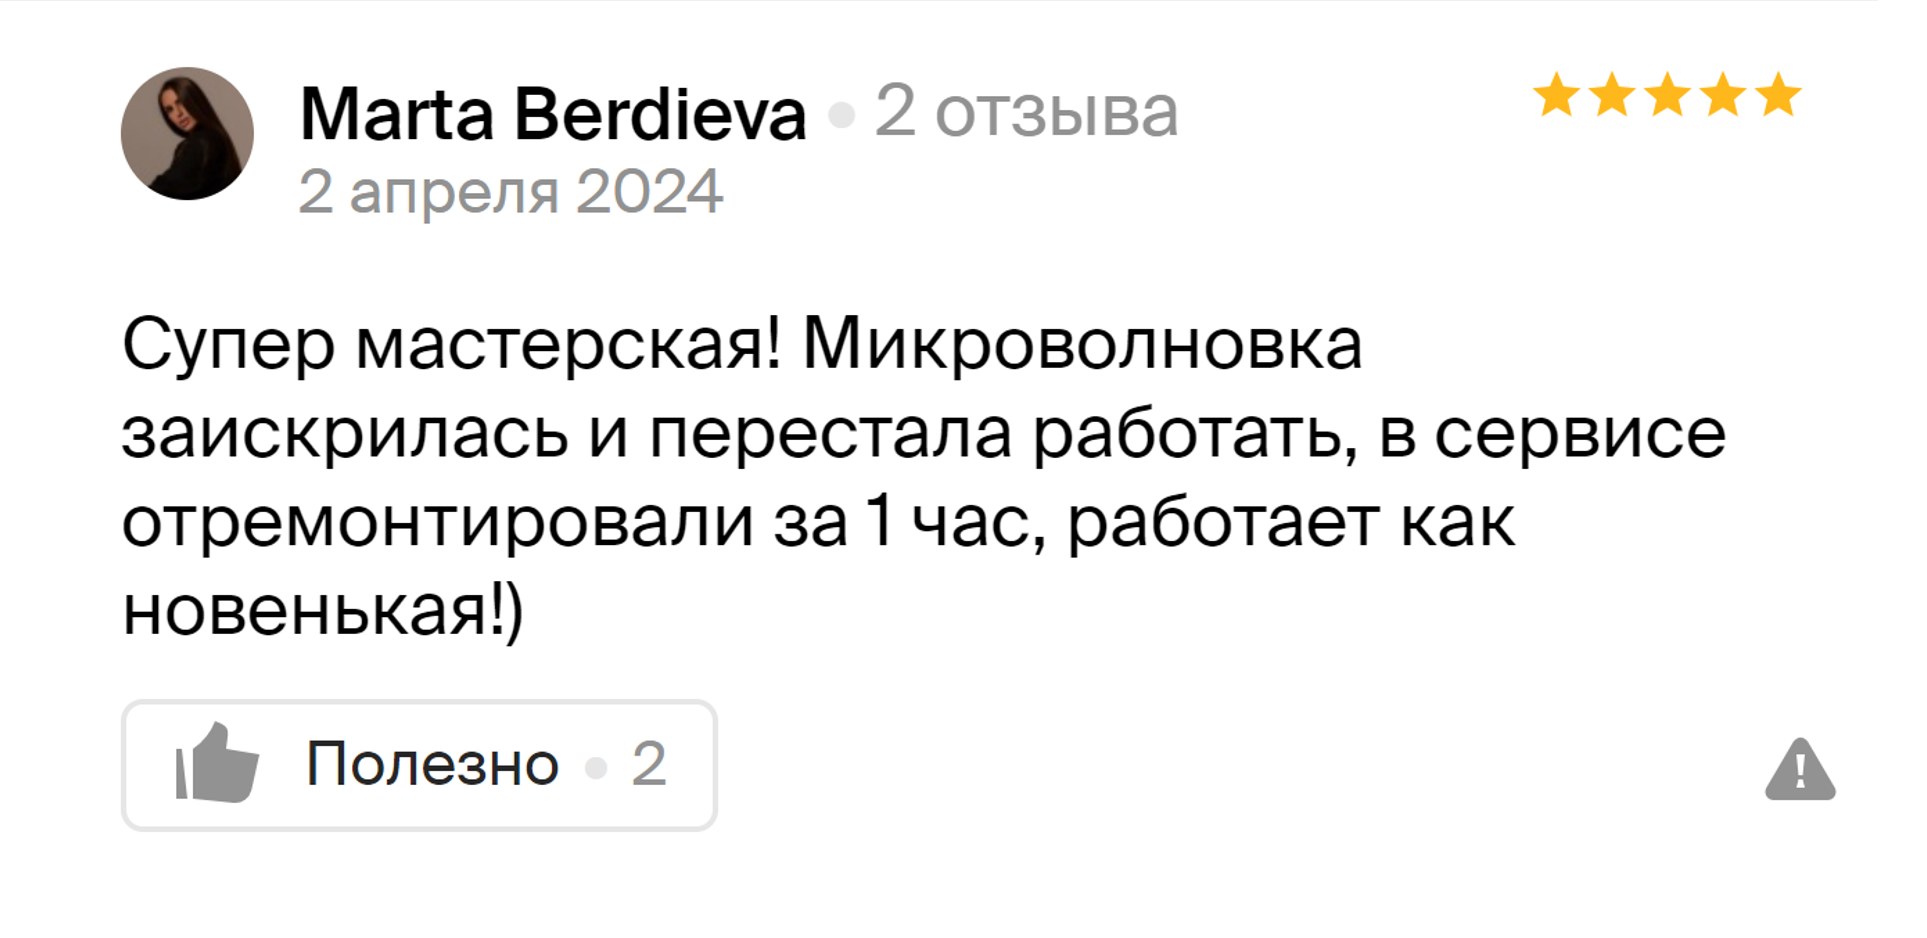 Marta Berdieva • 2 отзыва
2 апреля 2024
Супер мастерская! Микроволновка
заискрилась и перестала работать, в сервисе
отремонтировали за 1 час, работает как
новенькая!)
Полезно • 2